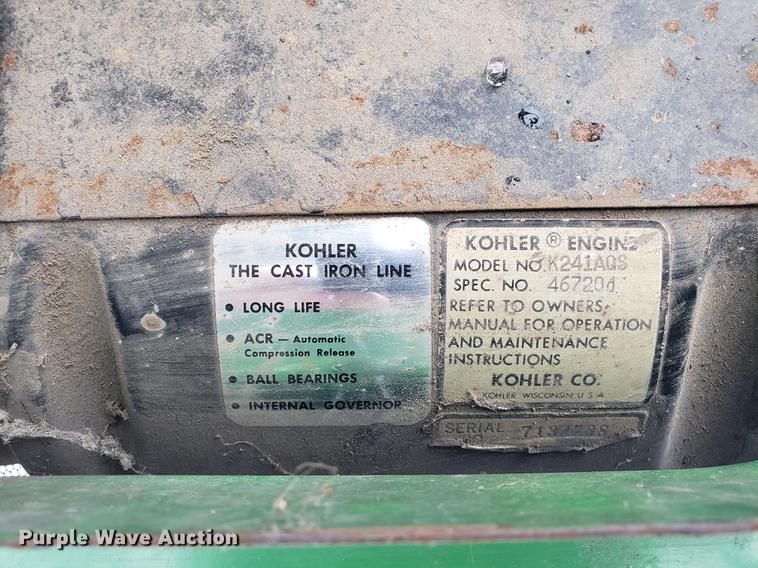 KOHLER
THE CAST IRON LINE
• LONG LIFE
• ACR — Automatic
Compression Release
• BALL BEARINGS
• INTERNAL GOVERNOR
KOHLER ® ENGINE
MODEL NO. K241AQS
SPEC. NO. 46720d
REFER TO OWNERS
MANUAL FOR OPERATION
AND MAINTENANCE
INSTRUCTIONS
KOHLER CO.
KOHLER, WISCONSIN, U S A
SERIAL
Purple Wave Auction